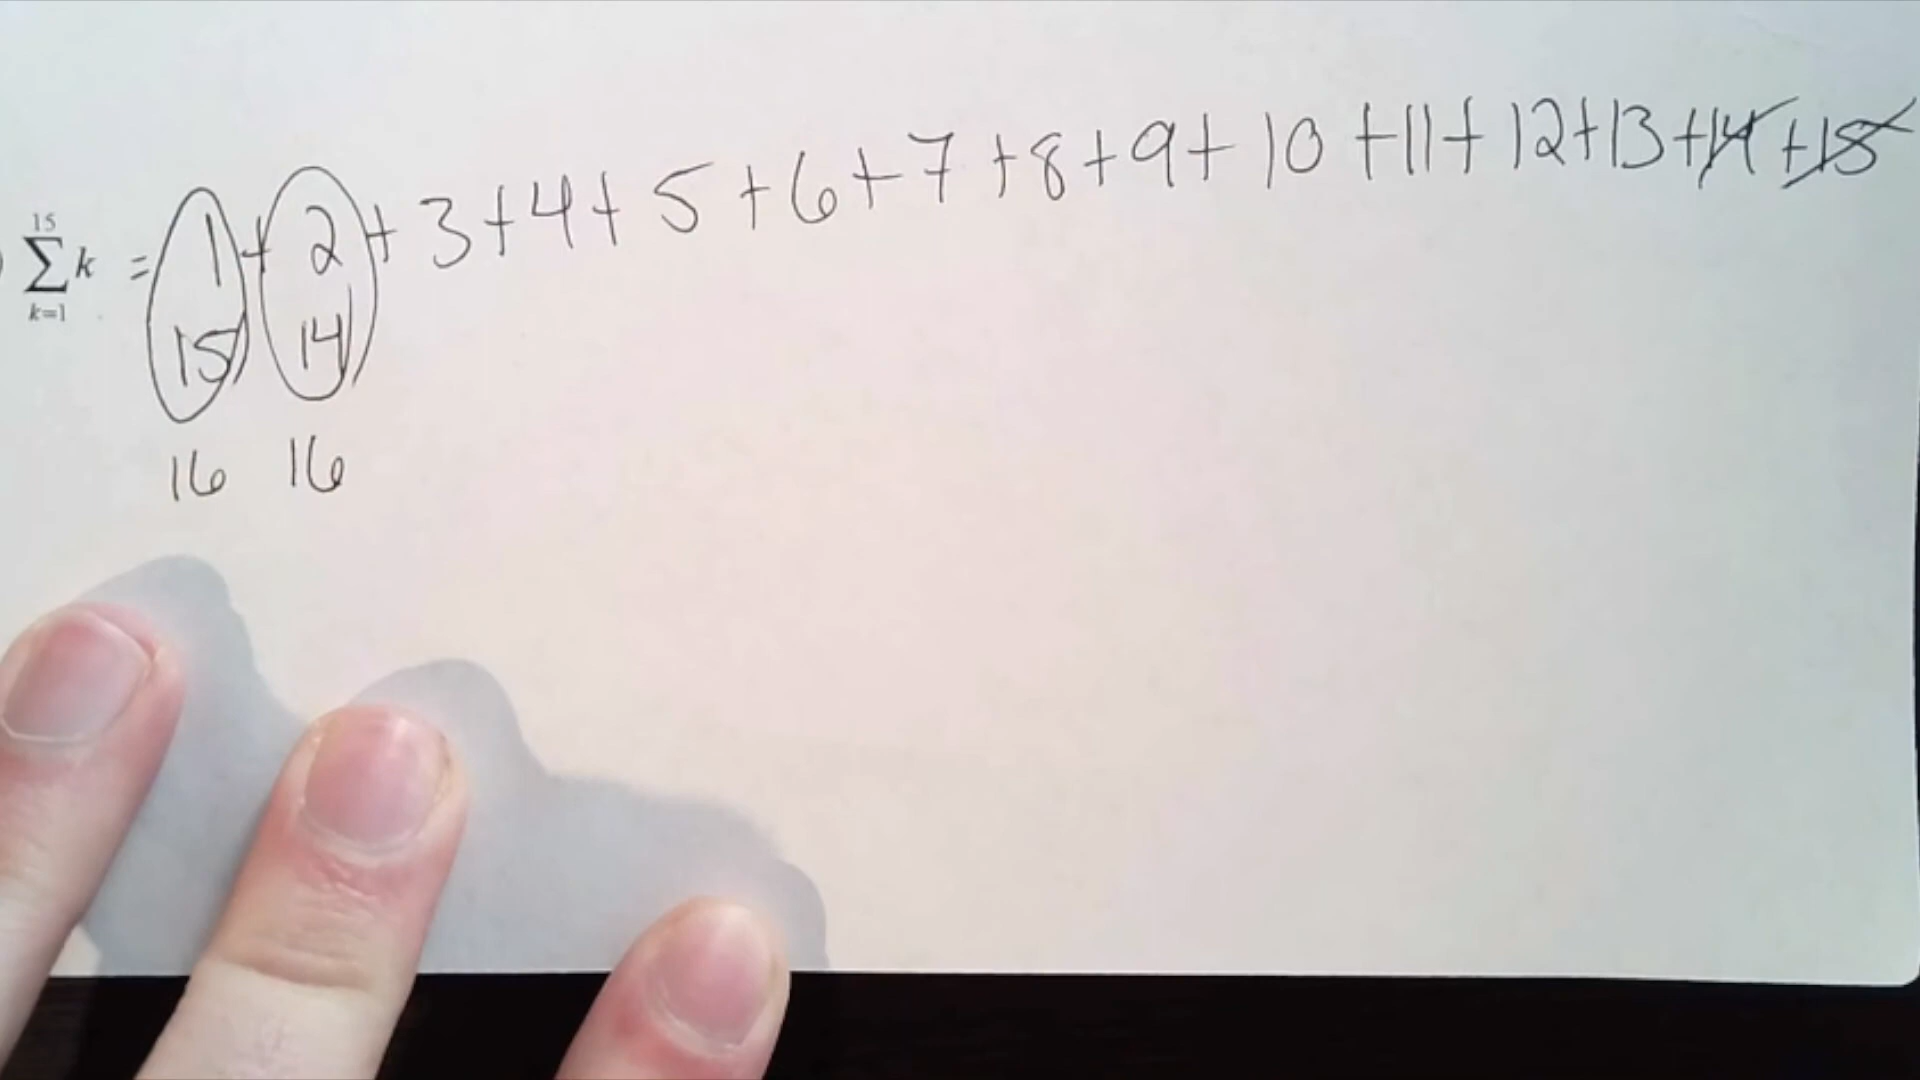 15
∑ k = 1 + 2 + 3 + 4 + 5 + 6 + 7 + 8 + 9 + 10 + 11 + 12 + 13 + 14 + 15
k=1
15 14
16 16